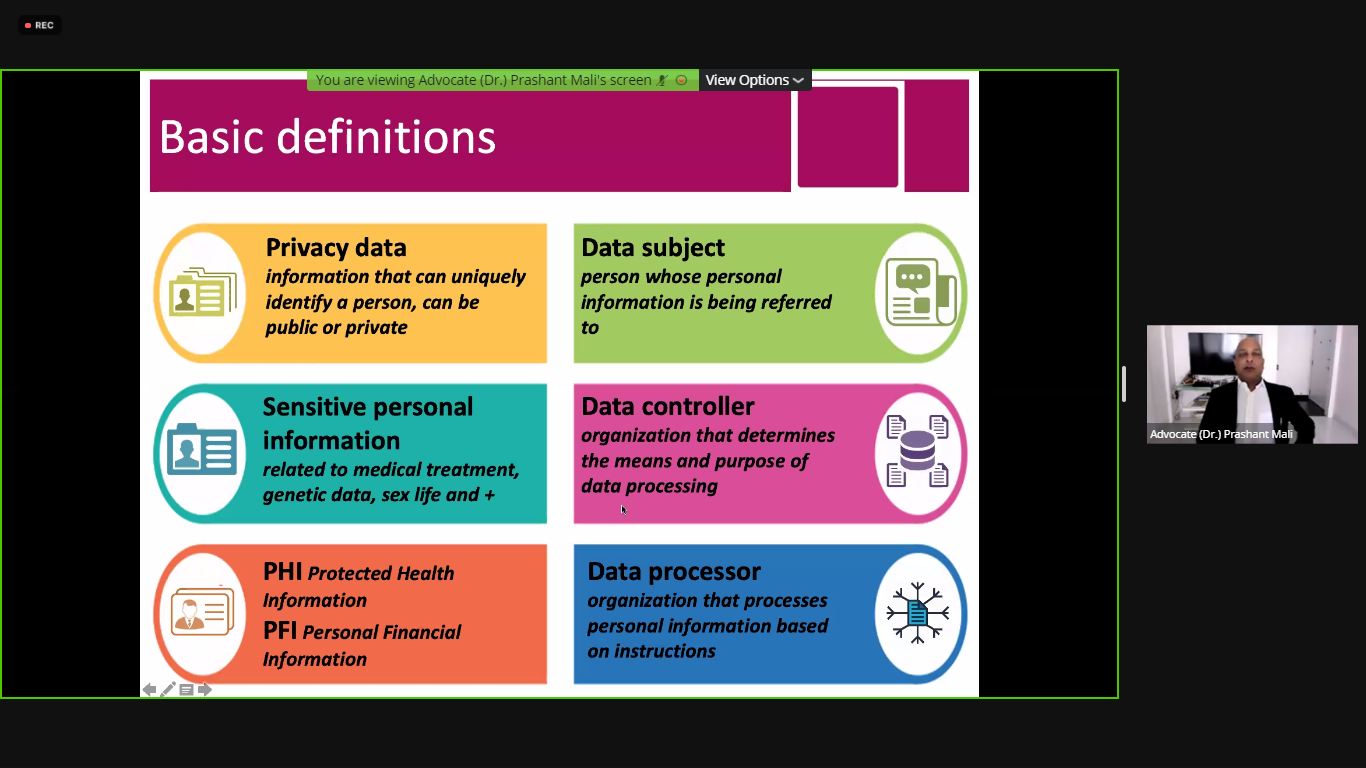 REC
You are viewing Advocate (Dr.) Prashant Mali's screen
View Options
Basic definitions
Privacy data
information that can uniquely
identify a person, can be
public or private
Data subject
person whose personal
information is being referred
to
Sensitive personal
information
related to medical treatment,
genetic data, sex life and +
Data controller
organization that determines
the means and purpose of
data processing
PHI Protected Health
Information
PFI Personal Financial
Information
Data processor
organization that processes
personal information based
on instructions
Advocate (Dr.) Prashant Mali